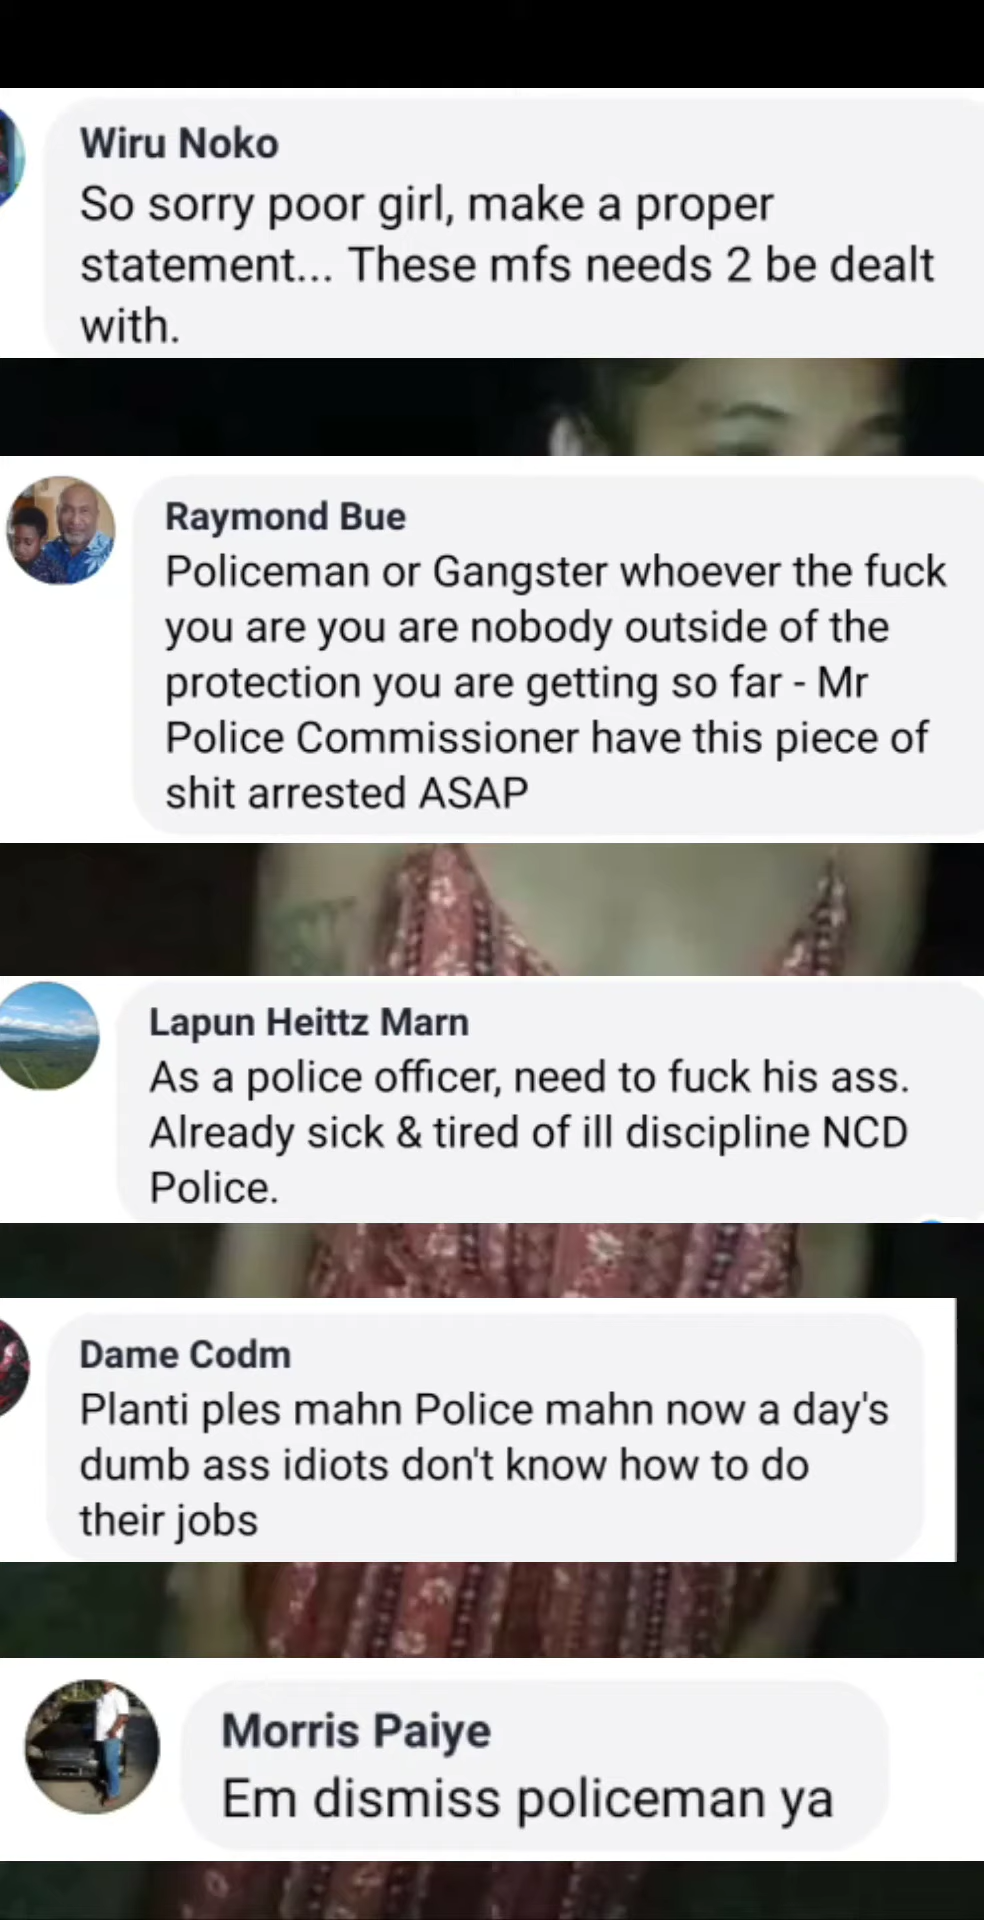 Wiru Noko
So sorry poor girl, make a proper
statement... These mfs needs 2 be dealt
with.
Raymond Bue
Policeman or Gangster whoever the fuck
you are you are nobody outside of the
protection you are getting so far - Mr
Police Commissioner have this piece of
shit arrested ASAP
Lapun Heittz Marn
As a police officer, need to fuck his ass.
Already sick & tired of ill discipline NCD
Police.
Dame Codm
Planti ples mahn Police mahn now a day's
dumb ass idiots don't know how to do
their jobs
Morris Paiye
Em dismiss policeman ya